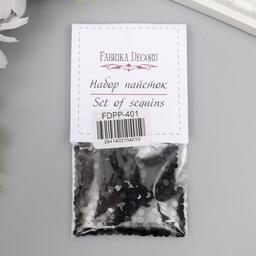 FABRIKA DECORU
Набор пайеток
Set of sequins
FDPP-401
2641402104013